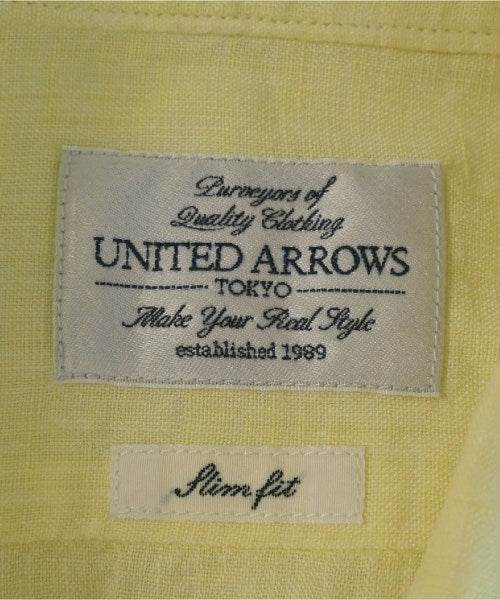 Purveyors of
Quality Clothing
UNITED ARROWS
TOKYO
Make Your Real Style
established 1989
Slim fit